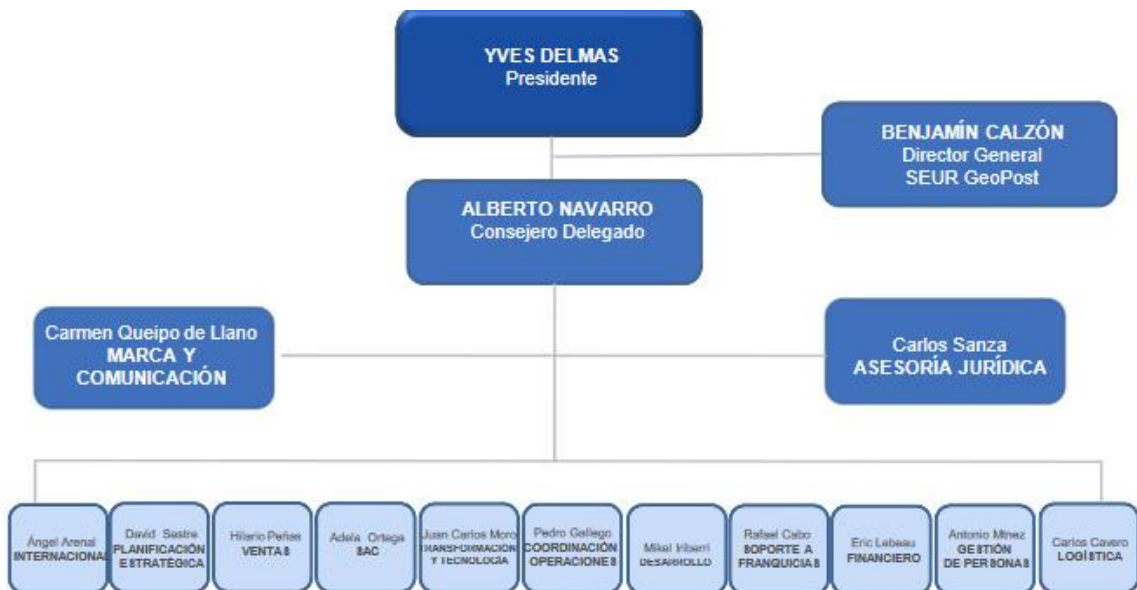 YVES DELMAS
Presidente
BENJAMÍN CALZÓN
Director General
SEUR GeoPost
ALBERTO NAVARRO
Consejero Delegado
Carmen Queipo de Llano
MARCA Y
COMUNICACIÓN
Carlos Sanza
ASESORÍA JURÍDICA
Ángel Arenal
INTERNACIONAL
David Sastre
PLANIFICACIÓN
ESTRATÉGICA
Hilario Peñas
VENTAS
Adela Ortega
SAC
Juan Carlos Moro
TRANSFORMACIÓN
Y TECNOLOGÍA
Pedro Gallego
COORDINACIÓN
OPERACIONES
Mikel Iribarri
DESARROLLO
Rafael Cabo
SOPORTE A
FRANQUICIAS
Eric Lebeau
FINANCIERO
Antonio Mtnez
GESTIÓN
DE PERSONAS
Carlos Cavero
LOGÍSTICA